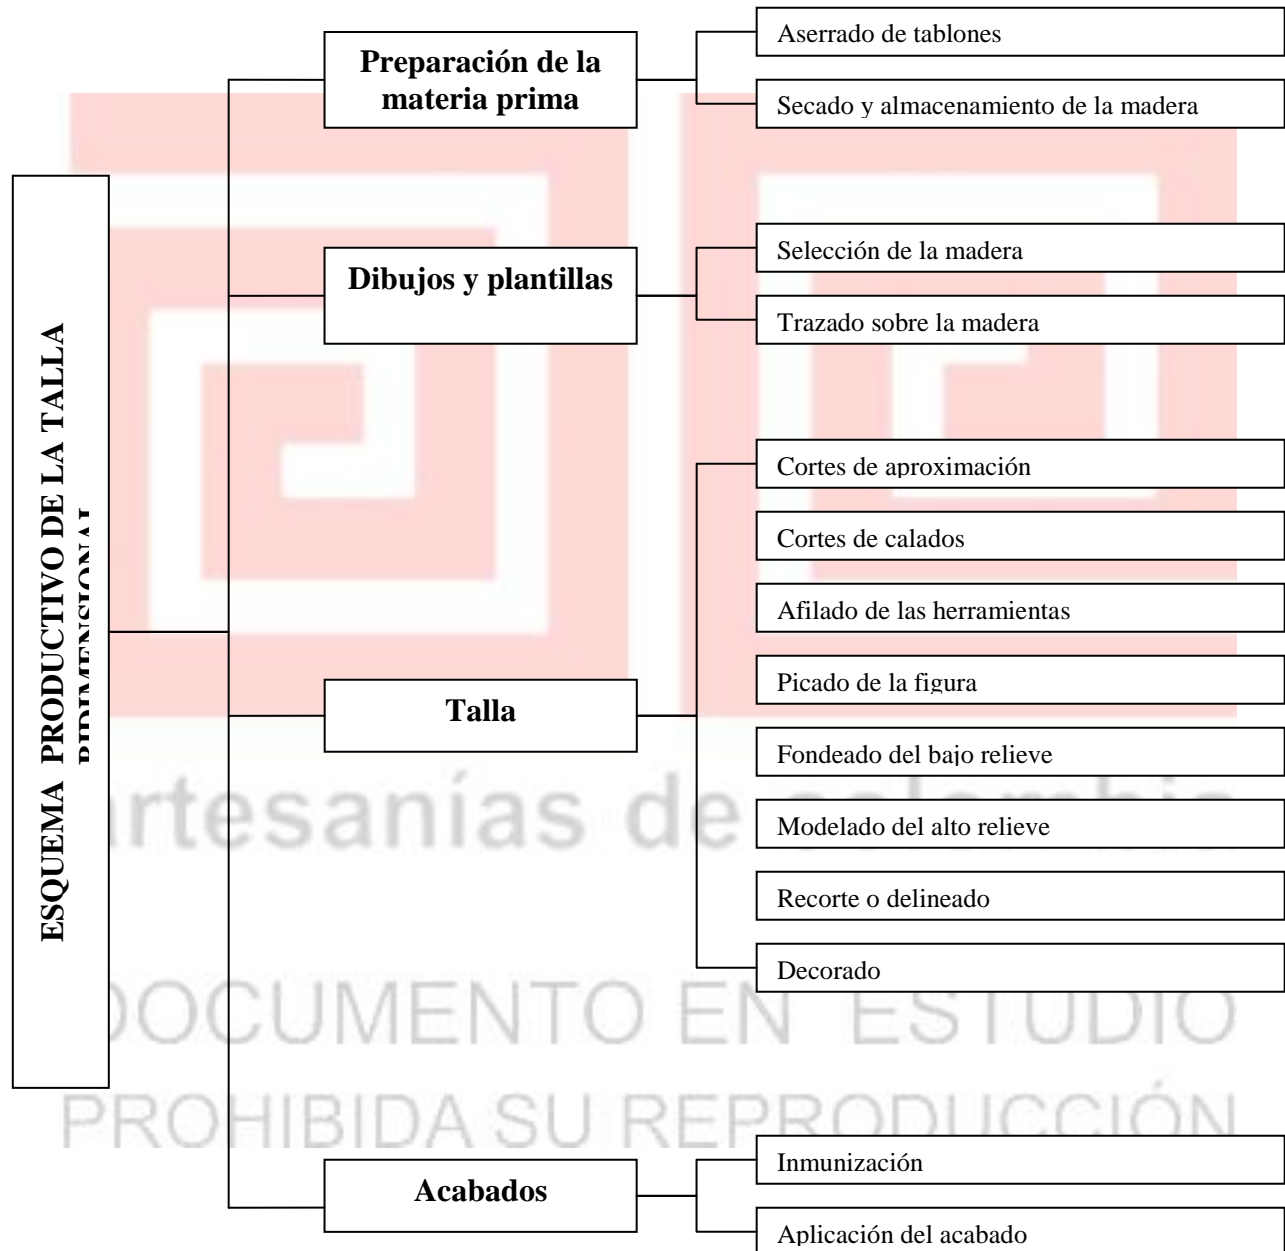 ESQUEMA PRODUCTIVO DE LA TALLA
BIDIMENSIONAL
Preparación de la
materia prima
Aserrado de tablones
Secado y almacenamiento de la madera
Dibujos y plantillas
Selección de la madera
Trazado sobre la madera
Talla
Cortes de aproximación
Cortes de calados
Afilado de las herramientas
Picado de la figura
Fondeado del bajo relieve
Modelado del alto relieve
Recorte o delineado
Decorado
Acabados
Inmunización
Aplicación del acabado
artesanías de colombia
DOCUMENTO EN ESTUDIO
PROHIBIDA SU REPRODUCCIÓN